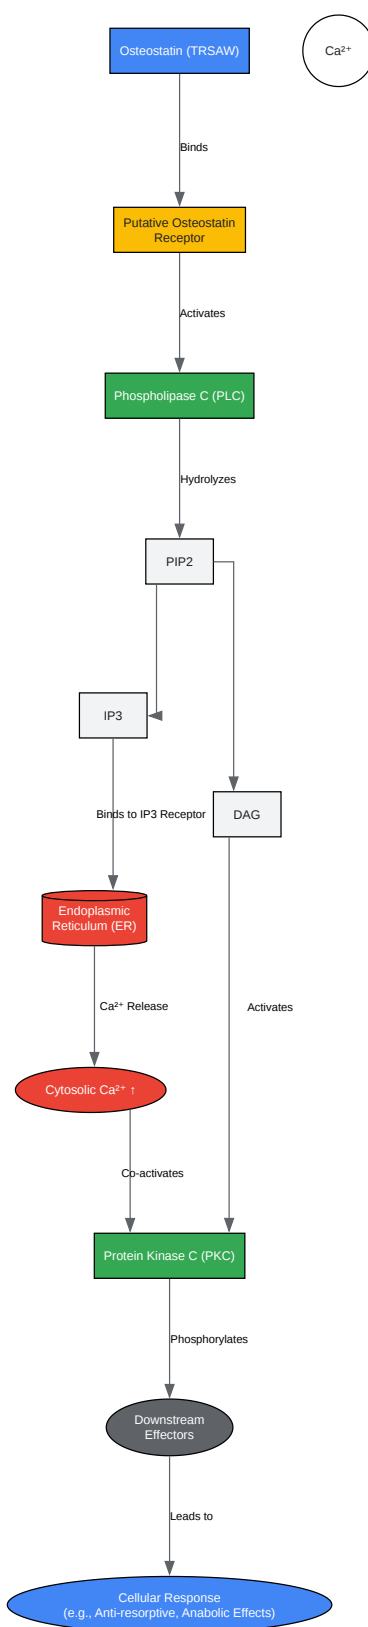 Osteostatin (TRSAW)
Ca²⁺
Binds
Putative Osteostatin
Receptor
Activates
Phospholipase C (PLC)
Hydrolyzes
PIP2
IP3
Binds to IP3 Receptor
DAG
Endoplasmic
Reticulum (ER)
Ca²⁺ Release
Activates
Cytosolic Ca²⁺ ↑
Co-activates
Protein Kinase C (PKC)
Phosphorylates
Downstream
Effectors
Leads to
Cellular Response
(e.g., Anti-resorptive, Anabolic Effects)